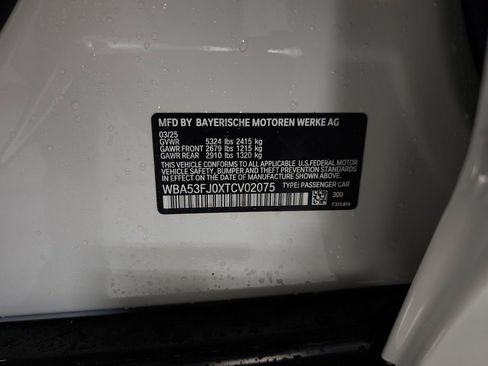 MFD BY BAYERISCHE MOTOREN WERKE AG
03/25
GVWR 5324 lbs 2415 kg
GAWR FRONT 2679 lbs 1215 kg
GAWR REAR 2910 lbs 1320 kg
THIS VEHICLE CONFORMS TO ALL APPLICABLE U.S. FEDERAL MOTOR
VEHICLE SAFETY, BUMPER AND THEFT PREVENTION STANDARDS
IN EFFECT ON THE DATE OF MANUFACTURE SHOWN ABOVE.
WBA53FJ0XTCV02075 TYPE: PASSENGER CAR
300